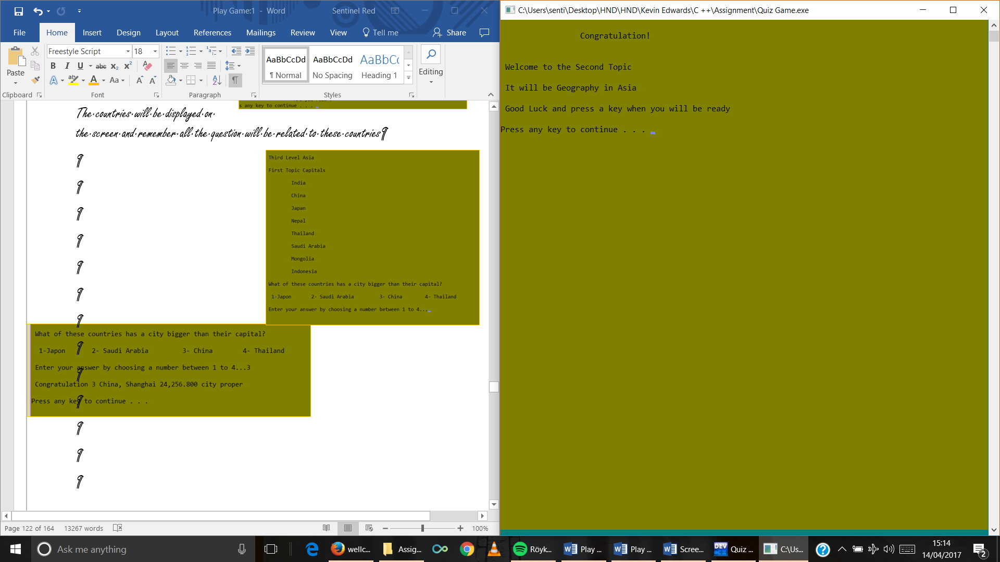 Play Game:1 - Word
Sentinel Red
File
Home
Insert
Design
Layout
References
Mailings
Review
View
Tell me
Share
Paste
Clipboard
Freestyle Script
18
B I U abc X₂ X²
A ab A Aa A A
Font
Paragraph
AaBbCcDd
¶ Normal
AaBbCcDd
No Spacing
AaBbCc
Heading 1
Styles
Editing
s any key to continue . . .
The·countries·will·be·displayed·on·
the·screen·and·remember·all·the·question·will·be·related·to·these·countries¶
¶
¶
¶
¶
¶
¶
¶
¶
¶
¶
¶
¶
¶
Third Level Asia
First Topic Capitals
India
China
Japan
Nepal
Thailand
Saudi Arabia
Mongolia
Indonesia
What of these countries has a city bigger than their capital?
1-Japon 2- Saudi Arabia 3- China 4- Thailand
Enter your answer by choosing a number between 1 to 4...
What of these countries has a city bigger than their capital?
1-Japon 2- Saudi Arabia 3- China 4- Thailand
Enter your answer by choosing a number between 1 to 4...3
Congratulation 3 China, Shanghai 24,256.800 city proper
Press any key to continue . . .
Page 122 of 164
13267 words
100%
C:\Users\senti\Desktop\HND\HND\Kevin Edwards\C ++\Assignment\Quiz Game.exe
Congratulation!
Welcome to the Second Topic
It will be Geography in Asia
Good Luck and press a key when you will be ready
Press any key to continue . . .
Ask me anything
wellc...
Assig...
Röyk...
Play ...
Play ...
Scree...
DEV
Quiz ...
C:\Us...
15:14
14/04/2017
2